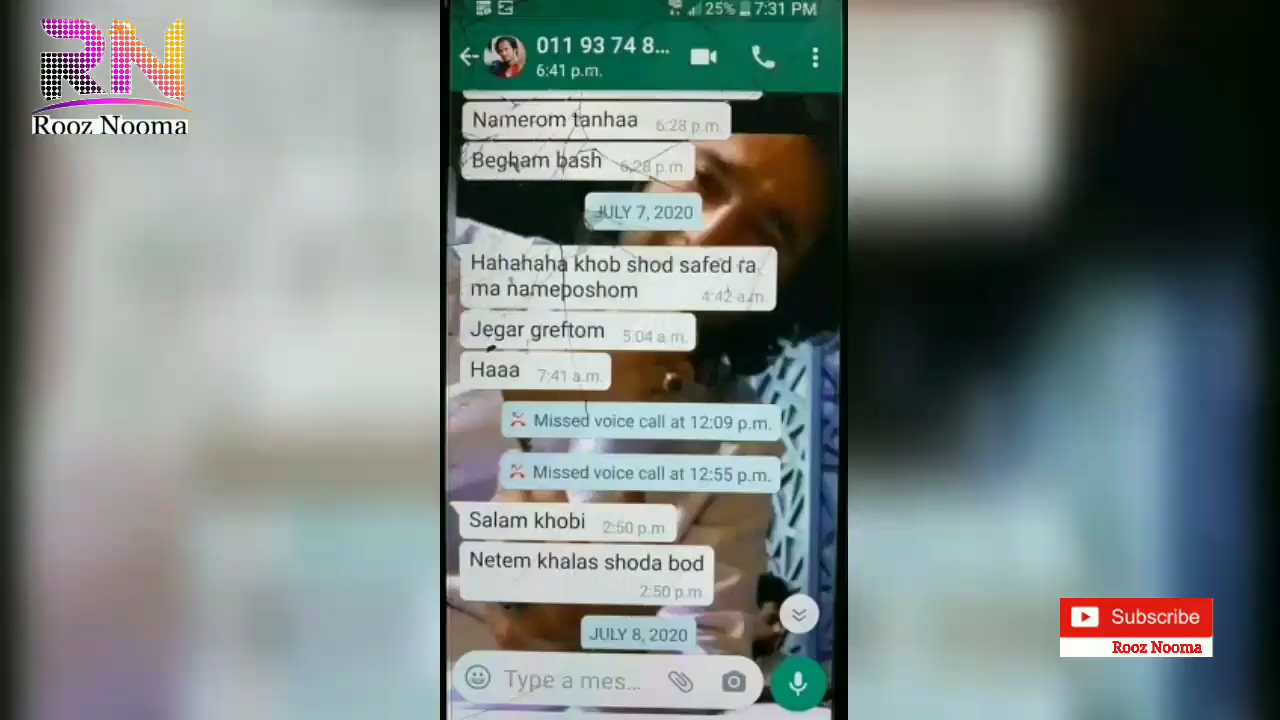 RN
Rooz Nooma
25% 7:31 PM
011 93 74 8...
6:41 p.m.
Namerom tanhaa 6:28 p.m.
Begham bash 6:28 p.m.
JULY 7, 2020
Hahahaha khob shod safed ra
ma nameposhom 4:42 a.m.
Jegar greftom 5:04 a.m.
Haaa 7:41 a.m.
Missed voice call at 12:09 p.m.
Missed voice call at 12:55 p.m.
Salam khobi 2:50 p.m.
Netem khalas shoda bod
2:50 p.m.
JULY 8, 2020
Type a mes...
Subscribe
Rooz Nooma